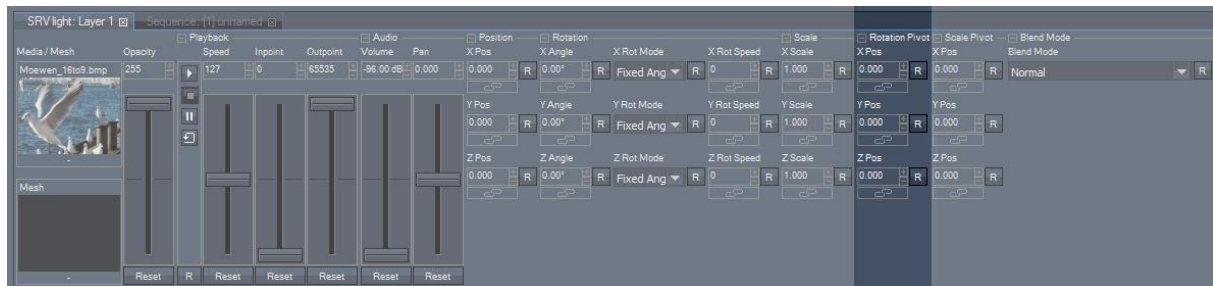 SRV light: Layer 1 Sequence: [1] unnamed
Playback Audio Position Rotation Scale Rotation Pivot Scale Pivot Blend Mode
Media / Mesh Opacity Speed Inpoint Outpoint Volume Pan X Pos X Angle X Rot Mode X Rot Speed X Scale X Pos X Pos Blend Mode
Moewen_16to9.bmp 255 127 0 65535 -96.00 dB 0.000 0.000 R 0.00° R Fixed Ang R 0 R 1.000 R 0.000 R 0.000 R Normal R
Y Pos Y Angle Y Rot Mode Y Rot Speed Y Scale Y Pos Y Pos
0.000 R 0.00° R Fixed Ang R 0 R 1.000 R 0.000 R 0.000 R
Z Pos Z Angle Z Rot Mode Z Rot Speed Z Scale Z Pos Z Pos
0.000 R 0.00° R Fixed Ang R 0 R 1.000 R 0.000 R 0.000 R
-
Mesh
-
Reset R Reset Reset Reset Reset Reset